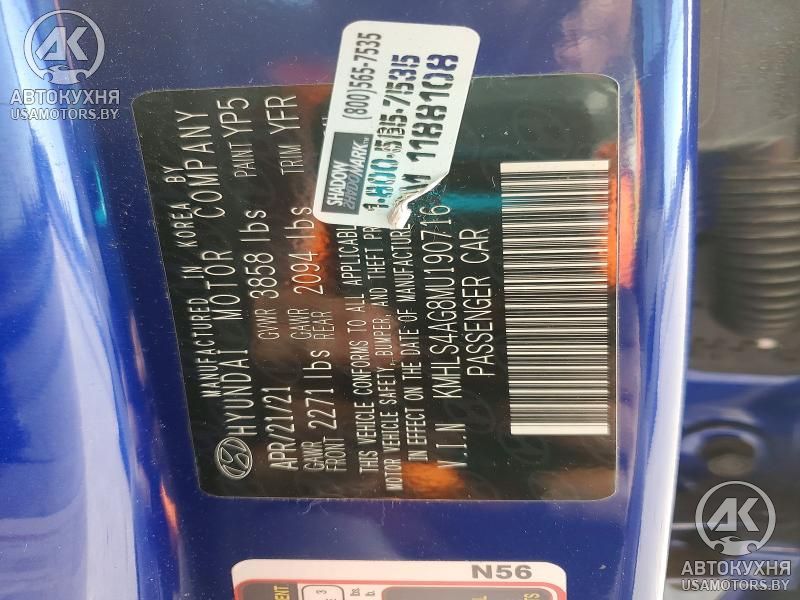 АВТОКУХНЯ
USAMOTORS.BY
MANUFACTURED IN KOREA BY
HYUNDAI MOTOR COMPANY
APR/21/21 GVWR 3858 lbs PAINT YP5
GAWR FRONT 2271 lbs GAWR REAR 2094 lbs TRIM YFR
THIS VEHICLE CONFORMS TO ALL APPLICABLE
MOTOR VEHICLE SAFETY, BUMPER, AND THEFT
IN EFFECT ON THE DATE OF MANUFACTURE
V.I.N KMHLS4AG8MU190716
PASSENGER CAR
SHADOW
(800)565-7535
1188108
N56
АВТОКУХНЯ
USAMOTORS.BY